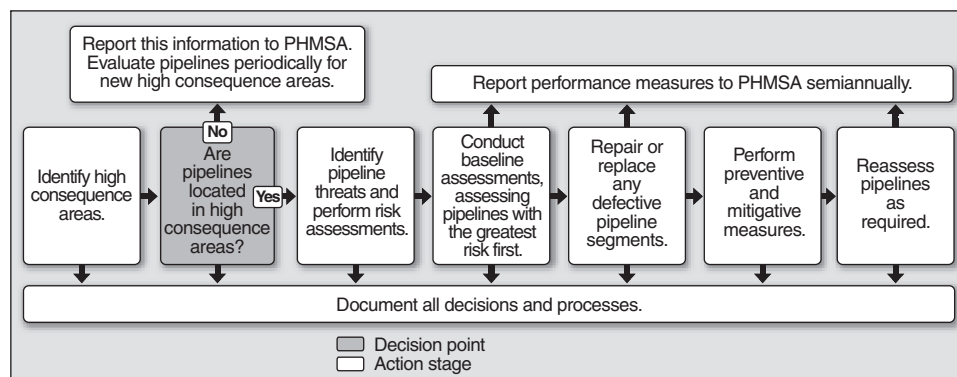 Report this information to PHMSA.
Evaluate pipelines periodically for
new high consequence areas.
Report performance measures to PHMSA semiannually.
Identify high
consequence
areas.
No
Are
pipelines
located
in high
consequence
areas?
Yes
Identify
pipeline
threats and
perform risk
assessments.
Conduct
baseline
assessments,
assessing
pipelines with
the greatest
risk first.
Repair or
replace
any
defective
pipeline
segments.
Perform
preventive
and
mitigative
measures.
Reassess
pipelines
as
required.
Document all decisions and processes.
Decision point
Action stage